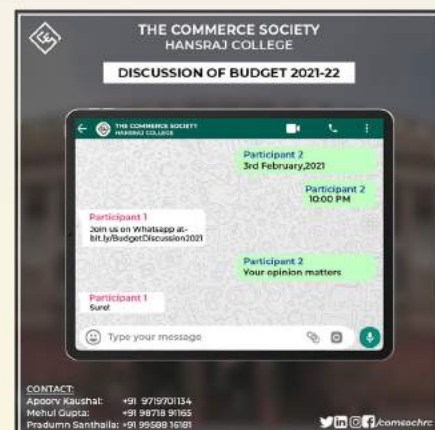 THE COMMERCE SOCIETY
HANSRAJ COLLEGE
DISCUSSION OF BUDGET 2021-22
THE COMMERCE SOCIETY
HANSRAJ COLLEGE
Participant 2
3rd February,2021
Participant 2
10:00 PM
Participant 1
Join us on Whatsapp at-
bit.ly/BudgetDiscussion2021
Participant 2
Your opinion matters
Participant 1
Sure!
Type your message
CONTACT:
Apoorv Kaushal: +91 9719701134
Mehul Gupta: +91 98718 91165
Pradumn Santhalia: +91 99588 16181
/comsochrc